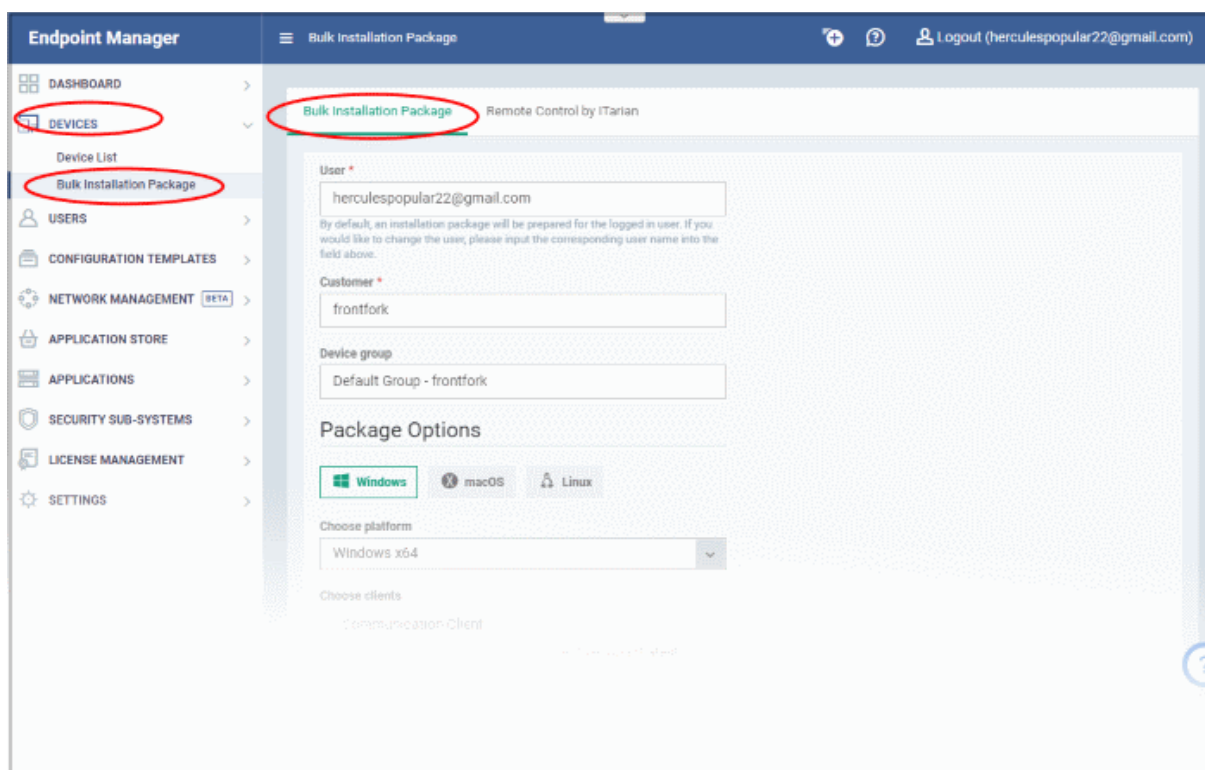 Endpoint Manager
Bulk Installation Package
Logout (herculespopular22@gmail.com)
DASHBOARD
DEVICES
Device List
Bulk Installation Package
USERS
CONFIGURATION TEMPLATES
NETWORK MANAGEMENT BETA
APPLICATION STORE
APPLICATIONS
SECURITY SUB-SYSTEMS
LICENSE MANAGEMENT
SETTINGS
Bulk Installation Package
Remote Control by ITarian
User *
herculespopular22@gmail.com
By default, an installation package will be prepared for the logged in user. If you
would like to change the user, please input the corresponding user name into the
field above.
Customer *
frontfork
Device group
Default Group - frontfork
Package Options
Windows
macOS
Linux
Choose platform
Windows x64
Choose clients
Communication Client